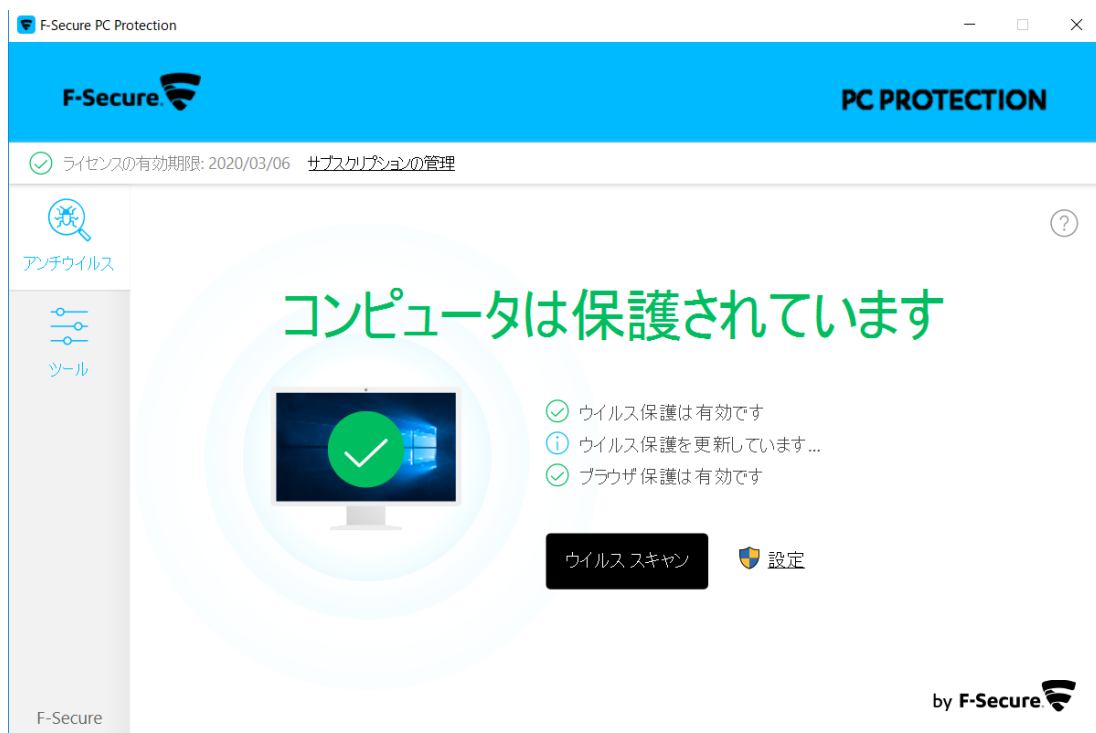 F-Secure PC Protection
F-Secure.
PC PROTECTION
ライセンスの有効期限: 2020/03/06 サブスクリプションの管理
アンチウイルス
ツール
コンピュータは保護されています
ウイルス保護は有効です
ウイルス保護を更新しています...
ブラウザ保護は有効です
ウイルス スキャン
設定
by F-Secure.
F-Secure